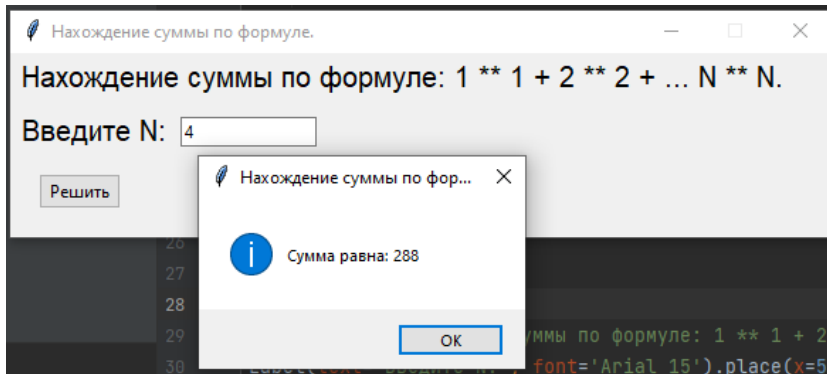 Нахождение суммы по формуле.
Нахождение суммы по формуле: 1 ** 1 + 2 ** 2 + ... N ** N.
Введите N: 4
Решить
Нахождение суммы по фор...
Сумма равна: 288
OK
26
27
28
29 уммы по формуле: 1 ** 1 + 2
30 font='Arial 15').place(x=5